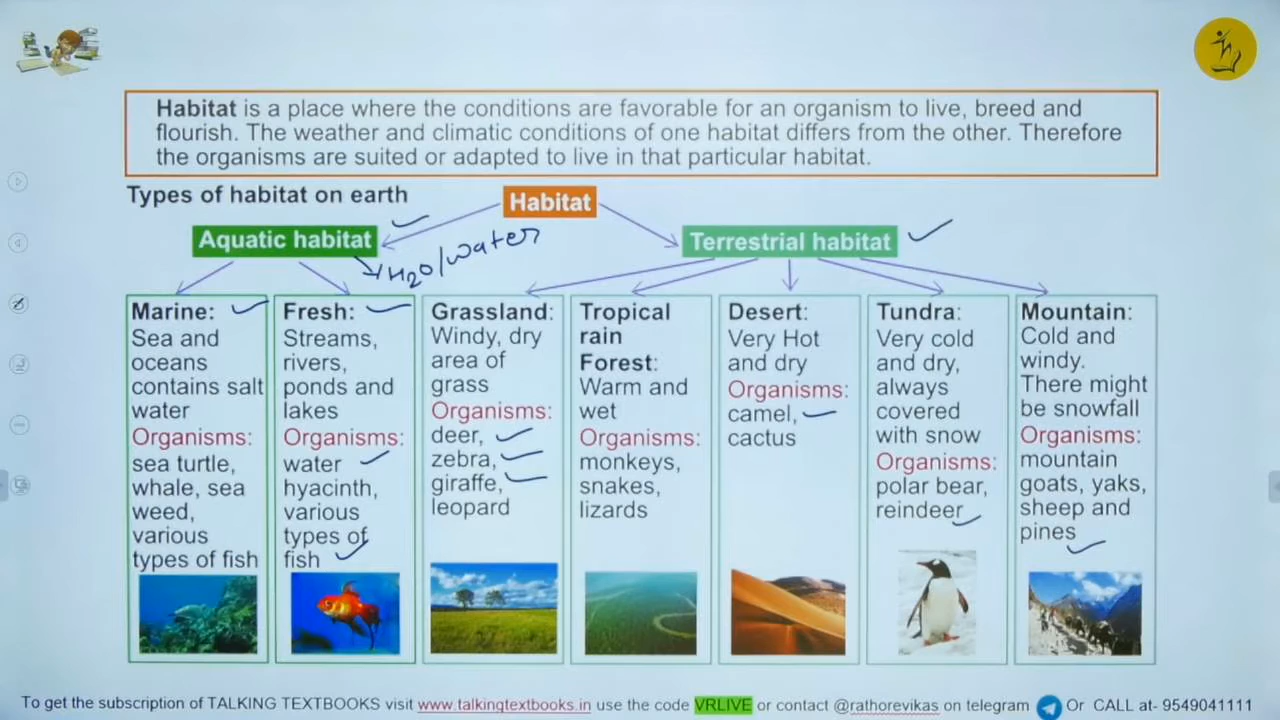 Habitat is a place where the conditions are favorable for an organism to live, breed and
flourish. The weather and climatic conditions of one habitat differs from the other. Therefore
the organisms are suited or adapted to live in that particular habitat.
Types of habitat on earth
Habitat
Aquatic habitat
H2O/water
Terrestrial habitat
Marine:
Sea and
oceans
contains salt
water
Organisms:
sea turtle,
whale, sea
weed,
various
types of fish
Fresh:
Streams,
rivers,
ponds and
lakes
Organisms:
water
hyacinth,
various
types of
fish
Grassland:
Windy, dry
area of
grass
Organisms:
deer,
zebra,
giraffe,
leopard
Tropical
rain
Forest:
Warm and
wet
Organisms:
monkeys,
snakes,
lizards
Desert:
Very Hot
and dry
Organisms:
camel,
cactus
Tundra:
Very cold
and dry,
always
covered
with snow
Organisms:
polar bear,
reindeer
Mountain:
Cold and
windy.
There might
be snowfall
Organisms:
mountain
goats, yaks,
sheep and
pines
To get the subscription of TALKING TEXTBOOKS visit www.talkingtextbooks.in use the code VRLIVE or contact @rathorevikas on telegram Or CALL at- 9549041111